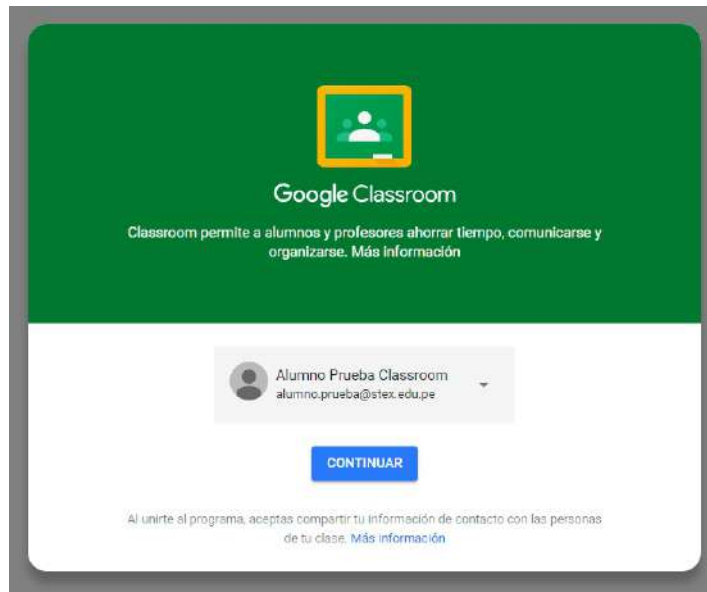 Google Classroom
Classroom permite a alumnos y profesores ahorrar tiempo, comunicarse y
organizarse. Más información
Alumno Prueba Classroom
alumno.prueba@stex.edu.pe
CONTINUAR
Al unirte al programa, aceptas compartir tu información de contacto con las personas
de tu clase. Más información